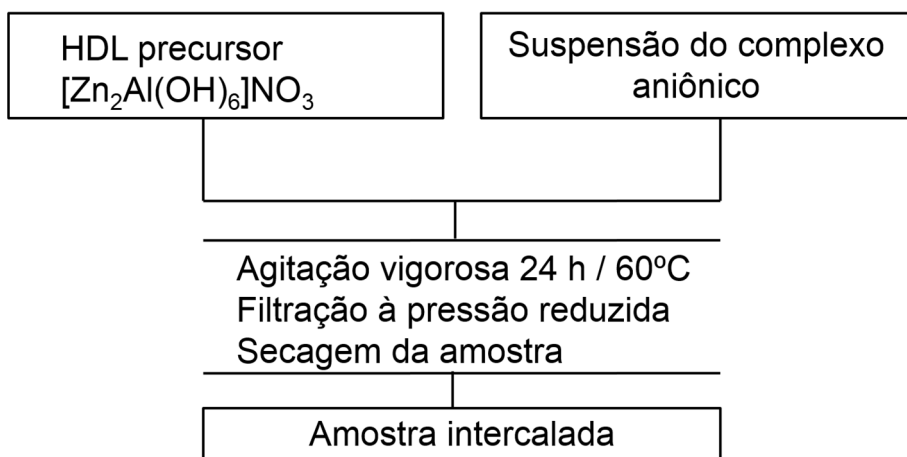 HDL precursor
[Zn₂Al(OH)₆]NO₃
Suspensão do complexo
aniônico
Agitação vigorosa 24 h / 60ºC
Filtração à pressão reduzida
Secagem da amostra
Amostra intercalada